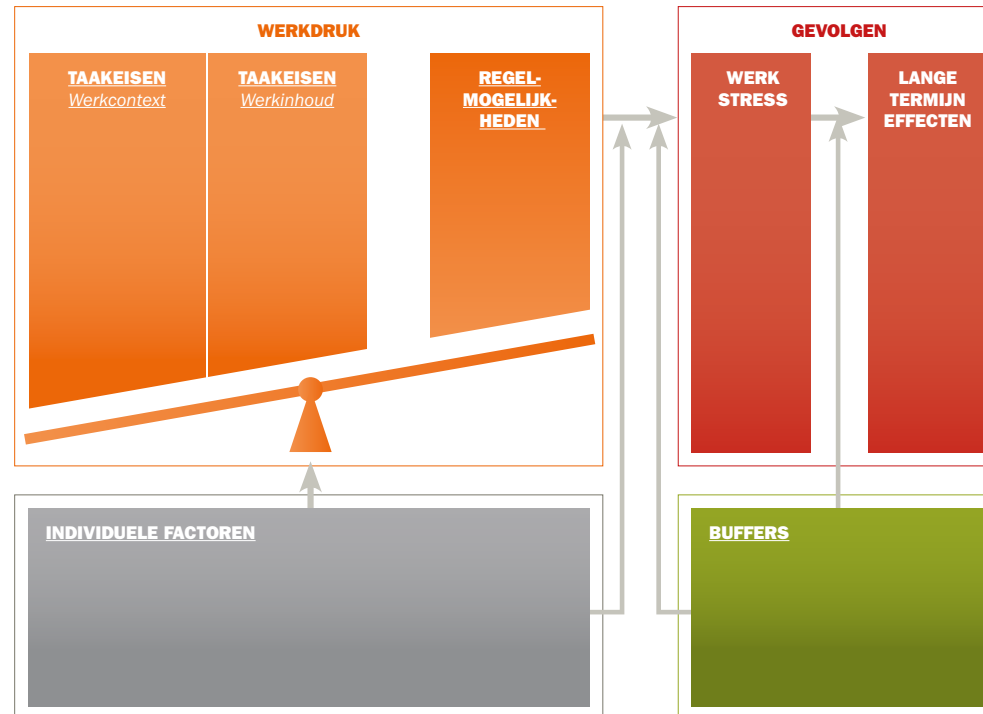 WERKDRUK
TAAKEISEN
Werkcontext
TAAKEISEN
Werkinhoud
REGEL-
MOGELIJK-
HEDEN
GEVOLGEN
WERK
STRESS
LANGE
TERMIJN
EFFECTEN
INDIVIDUELE FACTOREN
BUFFERS